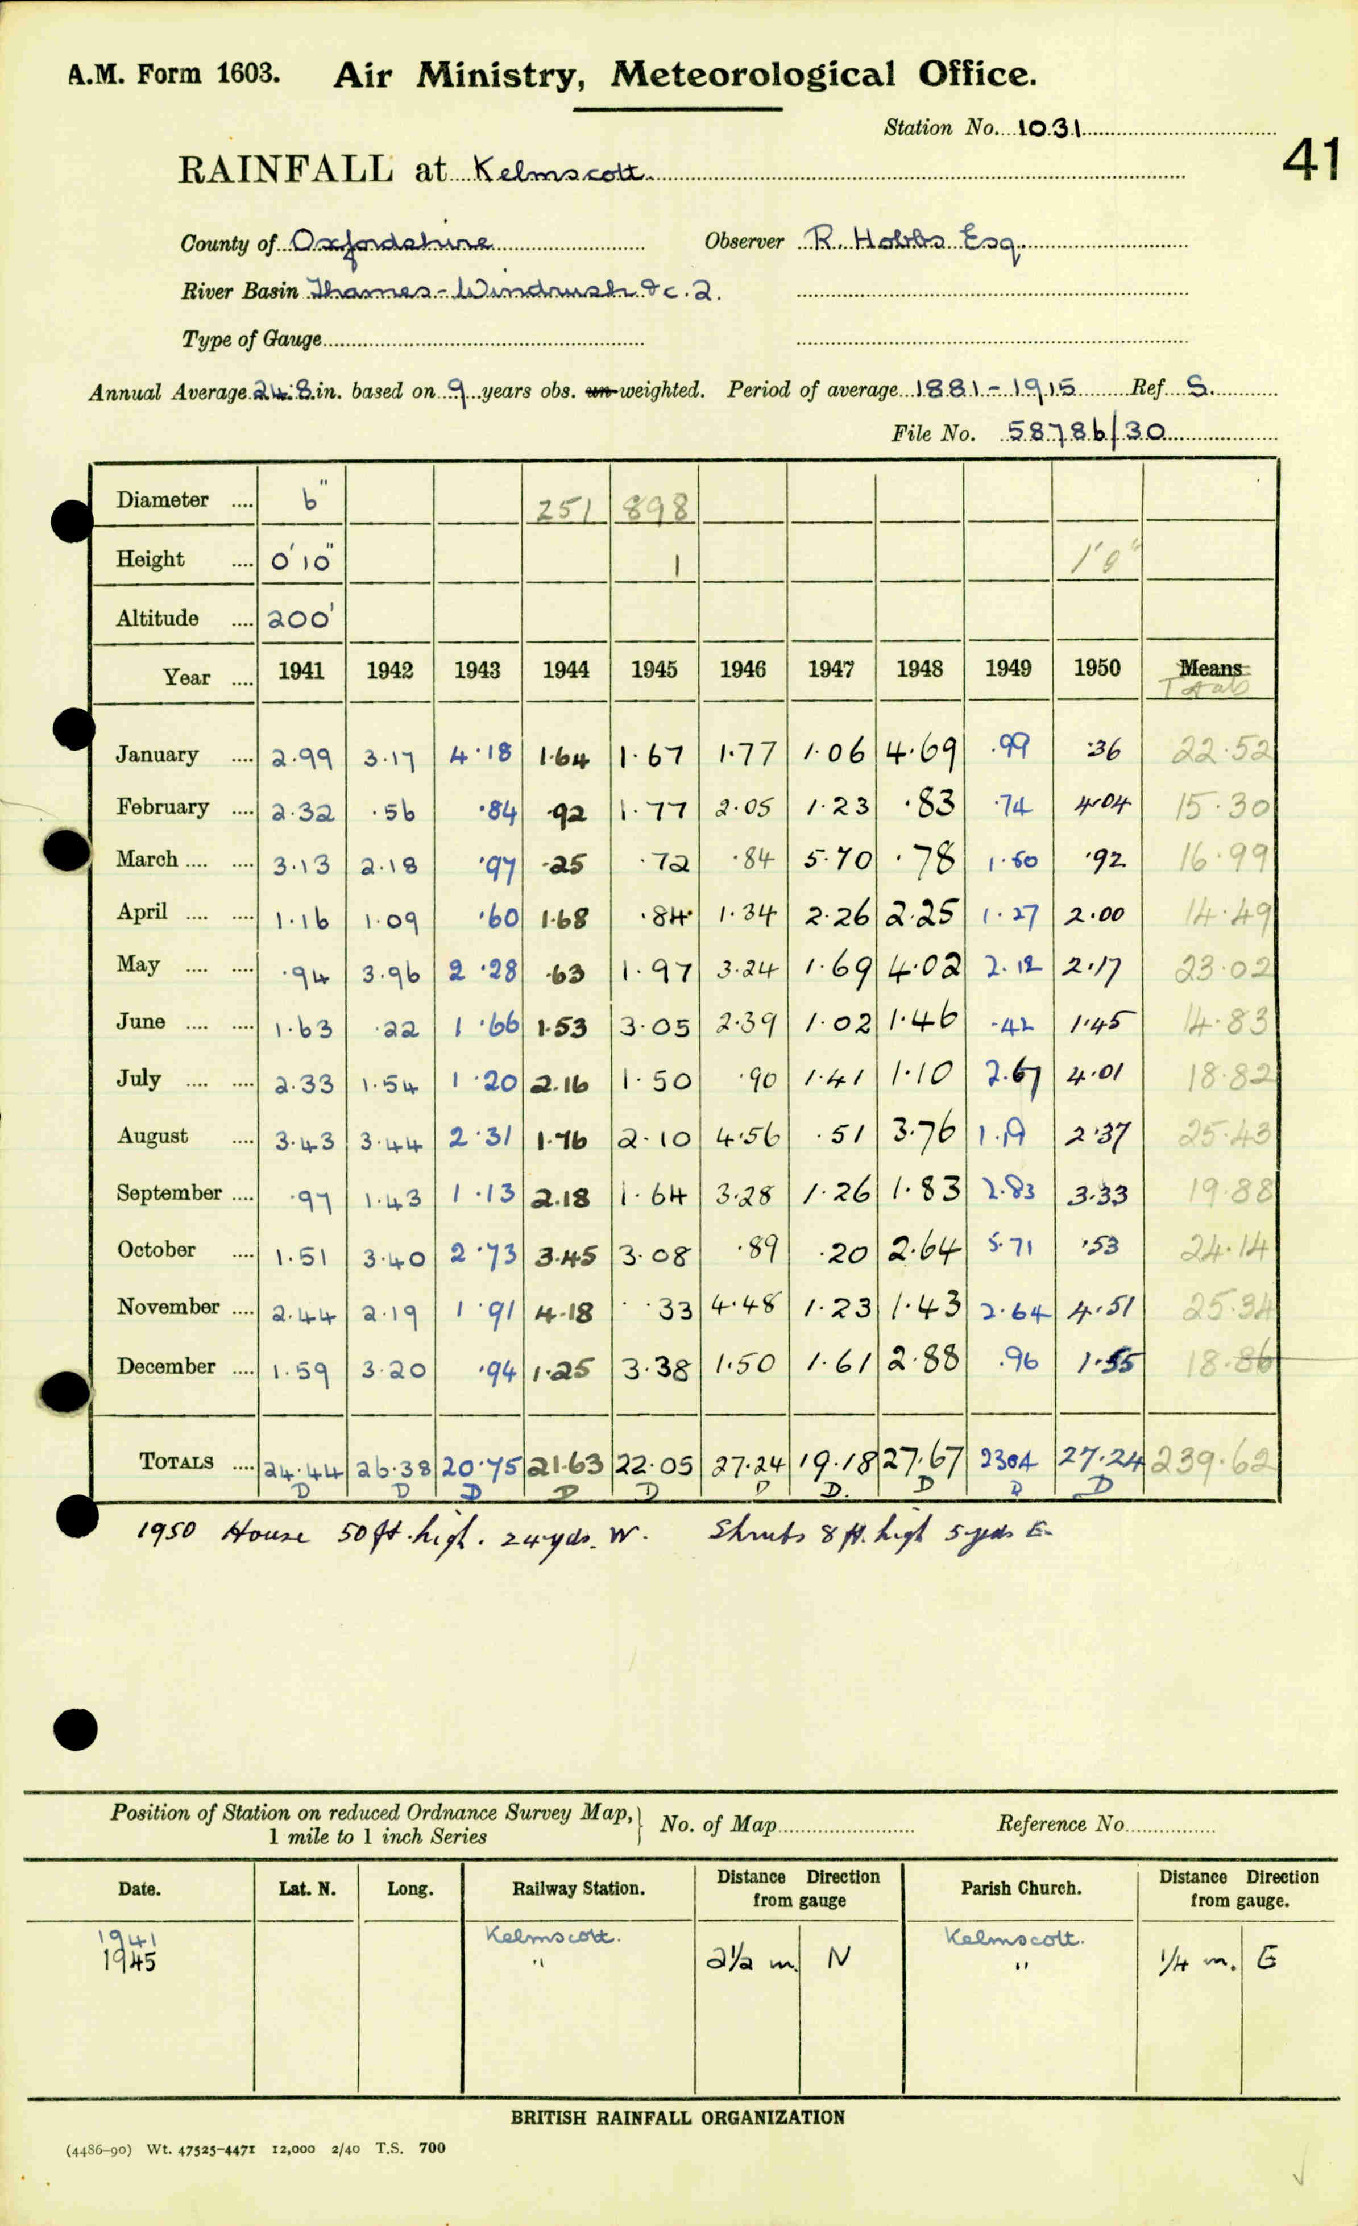 A.M. Form 1603. Air Ministry, Meteorological Office.
Station No. 1031
41
RAINFALL at Kelmscott.
County of Oxfordshire Observer R. Hobbs Esq.
River Basin Thames - Windrush &c. 2.
Type of Gauge
Annual Average 24.8 in. based on 9 years obs. un-weighted. Period of average 1881 - 1915 Ref S.
File No. 58786/30
Diameter .... 6" 251 898
Height .... 0' 10" 1 1' 0"
Altitude .... 200'
Year .... 1941 1942 1943 1944 1945 1946 1947 1948 1949 1950 Means
Totals
January .... 2.99 3.17 4.18 1.64 1.67 1.77 1.06 4.69 .99 .36 22.52
February .... 2.32 .56 .84 .92 1.77 2.05 1.23 .83 .74 4.04 15.30
March .... .... 3.13 2.18 .97 .25 .72 .84 5.70 .78 1.50 .92 16.99
April .... .... 1.16 1.09 .60 1.68 .84 1.34 2.26 2.25 1.27 2.00 14.49
May .... .... .94 3.96 2.28 .63 1.97 3.24 1.69 4.02 2.12 2.17 23.02
June .... .... 1.63 .22 1.66 1.53 3.05 2.39 1.02 1.46 .42 1.45 14.83
July .... .... 2.33 1.54 1.20 2.16 1.50 .90 1.41 1.10 2.67 4.01 18.82
August .... 3.43 3.44 2.31 1.76 2.10 4.56 .51 3.76 1.19 2.37 25.43
September .... .97 1.43 1.13 2.18 1.64 3.28 1.26 1.83 2.83 3.33 19.88
October .... 1.51 3.40 2.73 3.45 3.08 .89 .20 2.64 5.71 .53 24.14
November .... 2.44 2.19 1.91 4.18 .33 4.48 1.23 1.43 2.64 4.51 25.34
December .... 1.59 3.20 .94 1.25 3.38 1.50 1.61 2.88 .96 1.55 18.86
TOTALS .... 24.44 26.38 20.75 21.63 22.05 27.24 19.18 27.67 23.04 27.24 239.62
D D D D D D D. D D D
1950 House 50 ft. high. 24 yds. W. Shrubs 8 ft. high 5 yds E.
Position of Station on reduced Ordnance Survey Map, 1 mile to 1 inch Series } No. of Map Reference No.
Date. Lat. N. Long. Railway Station. Distance Direction from gauge Parish Church. Distance Direction from gauge.
1941 Kelmscott. Kelmscott.
1945 " 2½ m. N " ¼ m. E
BRITISH RAINFALL ORGANIZATION
(4486-90) Wt. 47525-4471 12,000 2/40 T.S. 700